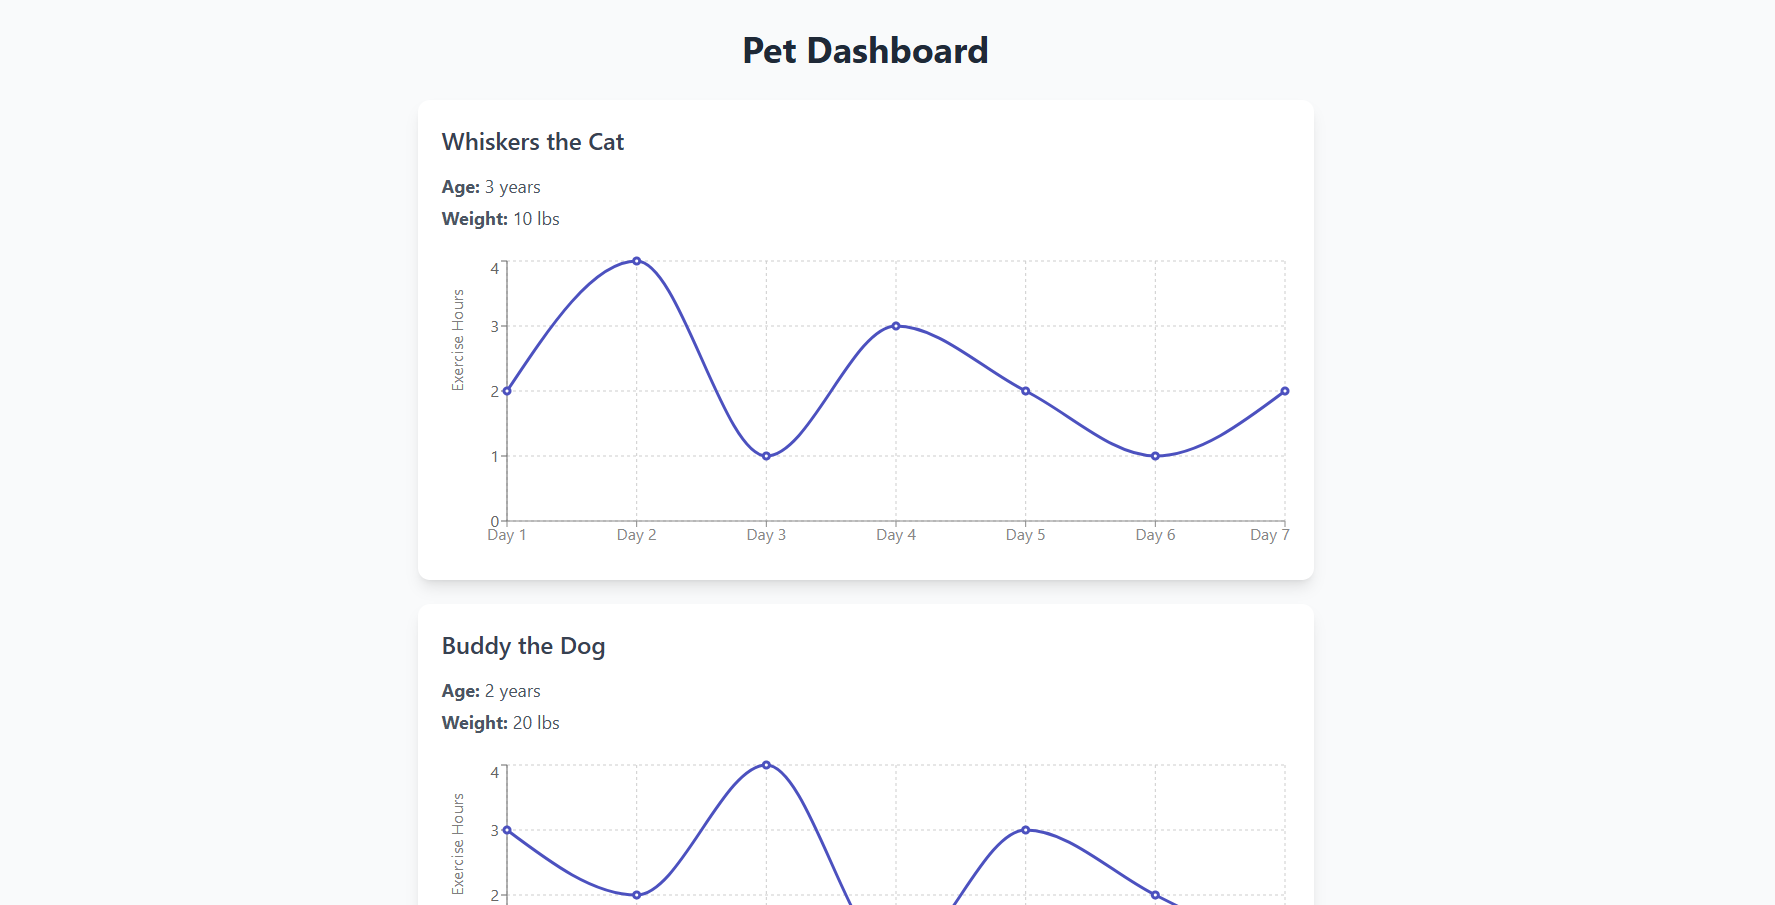 Pet Dashboard
Whiskers the Cat
Age: 3 years
Weight: 10 lbs
4
3
2
1
0
Exercise Hours
Day 1 Day 2 Day 3 Day 4 Day 5 Day 6 Day 7
Buddy the Dog
Age: 2 years
Weight: 20 lbs
4
3
2
Exercise Hours